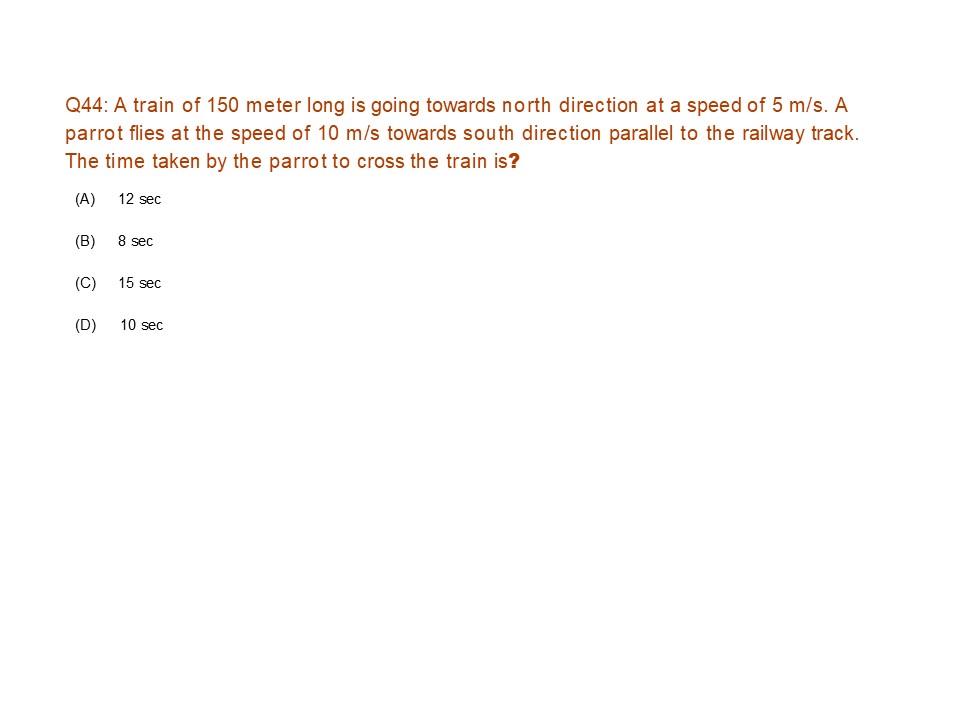 Q44: A train of 150 meter long is going towards north direction at a speed of 5 m/s. A
parrot flies at the speed of 10 m/s towards south direction parallel to the railway track.
The time taken by the parrot to cross the train is?
(A) 12 sec
(B) 8 sec
(C) 15 sec
(D) 10 sec